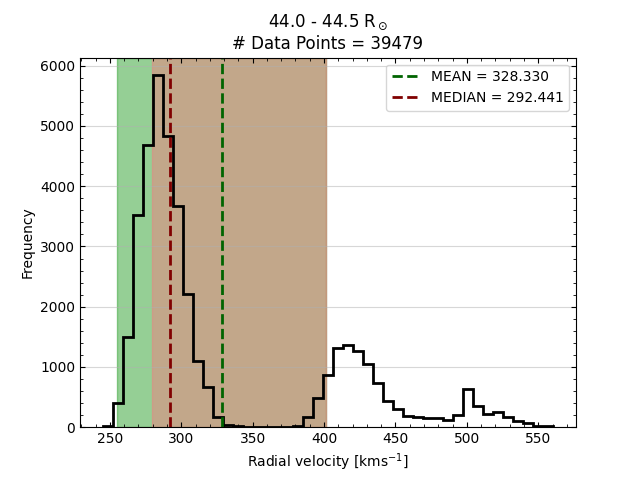 44.0 - 44.5 R⊙
# Data Points = 39479
MEAN = 328.330
MEDIAN = 292.441
6000
5000
4000
3000
2000
1000
0
Frequency
250 300 350 400 450 500 550
Radial velocity [kms⁻¹]